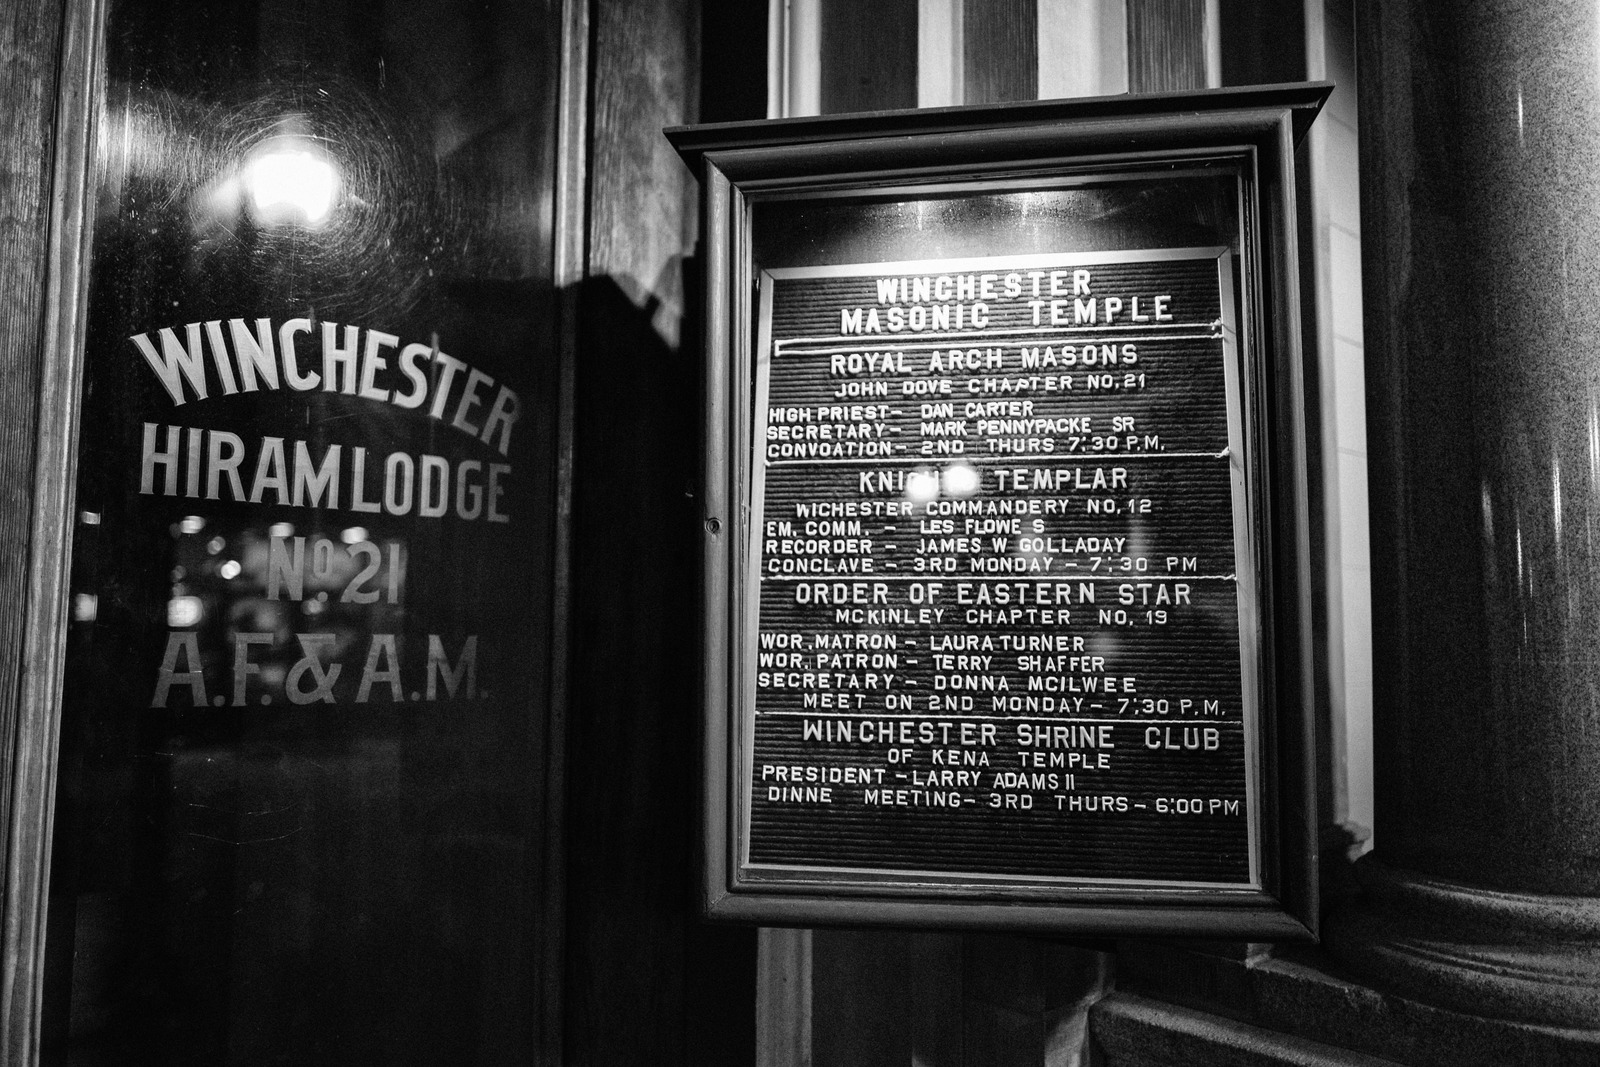 WINCHESTER
HIRAM LODGE
No. 21
A.F. & A.M.
WINCHESTER
MASONIC TEMPLE
ROYAL ARCH MASONS
JOHN DOVE CHAPTER NO. 21
HIGH PRIEST- DAN CARTER
SECRETARY- MARK PENNYPACKE SR
CONVOATION- 2ND THURS 7:30 P.M.
KNIGHTS TEMPLAR
WICHESTER COMMANDERY NO. 12
EM. COMM. - LES FLOWE S
RECORDER - JAMES W GOLLADAY
CONCLAVE - 3RD MONDAY - 7:30 PM
ORDER OF EASTERN STAR
MCKINLEY CHAPTER NO. 19
WOR. MATRON - LAURA TURNER
WOR. PATRON - TERRY SHAFFER
SECRETARY - DONNA MCILWEE
MEET ON 2ND MONDAY - 7:30 P.M.
WINCHESTER SHRINE CLUB
OF KENA TEMPLE
PRESIDENT - LARRY ADAMS II
DINNE MEETING- 3RD THURS - 6:00 PM